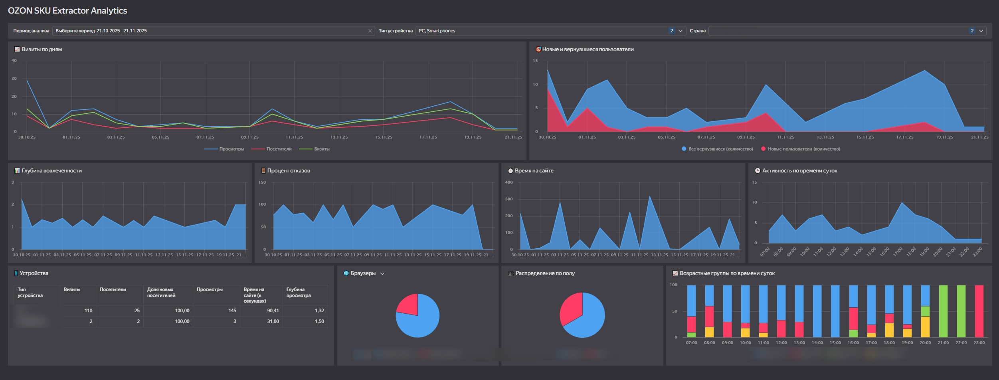 OZON SKU Extractor Analytics
Период анализа Выберите период 21.10.2025 - 21.11.2025 Тип устройства PC, Smartphones 2 Страна 2
Визиты по дням
40
30
20
10
0
30.10.25 01.11.25 03.11.25 05.11.25 07.11.25 09.11.25 11.11.25 13.11.25 15.11.25 17.11.25 19.11.25 21.11.25
Просмотры Посетители Визиты
Новые и вернувшиеся пользователи
15
10
5
0
30.10.25 01.11.25 03.11.25 05.11.25 07.11.25 09.11.25 11.11.25 13.11.25 15.11.25 17.11.25 19.11.25 21.11.25
Все вернувшиеся (количество) Новые пользователи (количество)
Глубина вовлеченности
3
2
1
0
30.10.25 01.11.25 03.11.25 05.11.25 07.11.25 09.11.25 11.11.25 13.11.25 15.11.25 17.11.25 19.11.25 21....
Процент отказов
150
100
50
0
30.10.25 01.11.25 03.11.25 05.11.25 07.11.25 09.11.25 11.11.25 13.11.25 15.11.25 17.11.25 19.11.25 21....
Время на сайте
400
300
200
100
0
30.10.25 01.11.25 03.11.25 05.11.25 07.11.25 09.11.25 11.11.25 13.11.25 15.11.25 17.11.25 19.11.25 21....
Активность по времени суток
15
10
5
0
07:00 08:00 09:00 10:00 11:00 12:00 13:00 14:00 15:00 16:00 17:00 18:00 19:00 20:00 21:00 22:00 23:00
Устройства
Тип устройства Визиты Посетители Доля новых посетителей Просмотры Время на сайте (в секундах) Глубина просмотра
110 25 100,00 145 90,41 1,32
2 2 100,00 3 31,00 1,50
Браузеры
Распределение по полу
Возрастные группы по времени суток
100
50
0
07:00 08:00 09:00 10:00 11:00 12:00 13:00 14:00 15:00 16:00 17:00 18:00 19:00 20:00 21:00 22:00 23:00